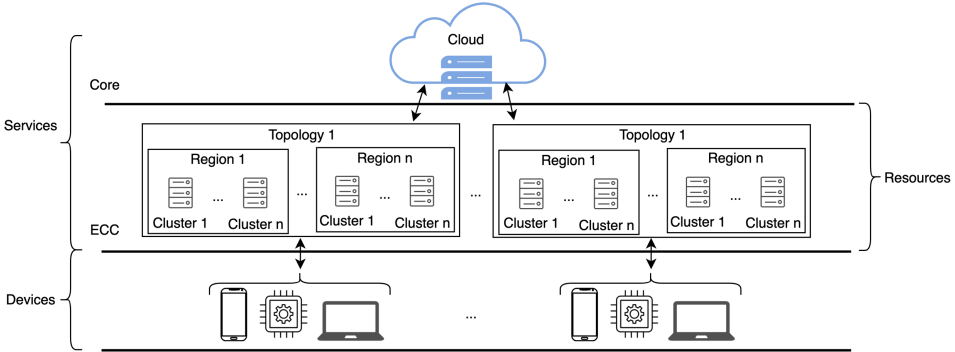 Cloud
Core
Services
Topology 1
Topology 1
Region 1
Region n
Region 1
Region n
Resources
...
...
...
...
...
...
...
Cluster 1
Cluster n
Cluster 1
Cluster n
Cluster 1
Cluster n
Cluster 1
Cluster n
ECC
Devices
...